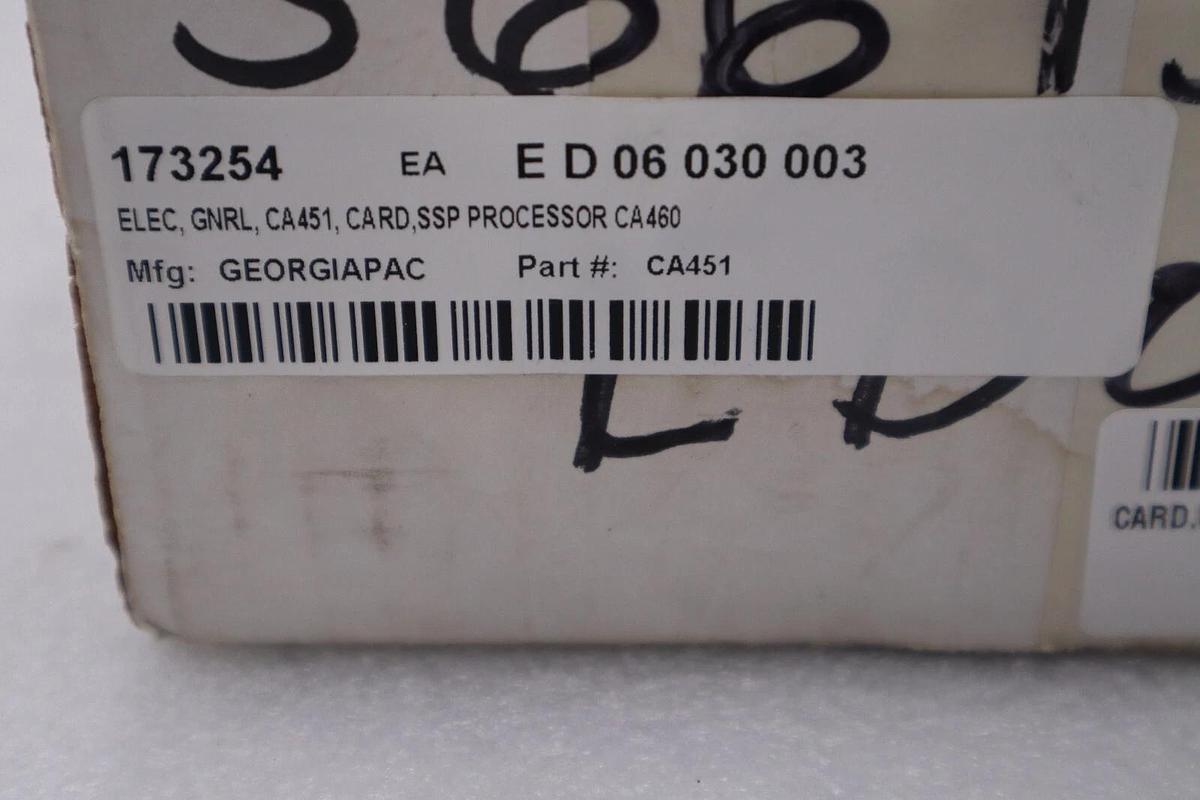 173254 EA E D 06 030 003
ELEC, GNRL, CA451, CARD,SSP PROCESSOR CA460
Mfg: GEORGIAPAC Part #: CA451
CARD.